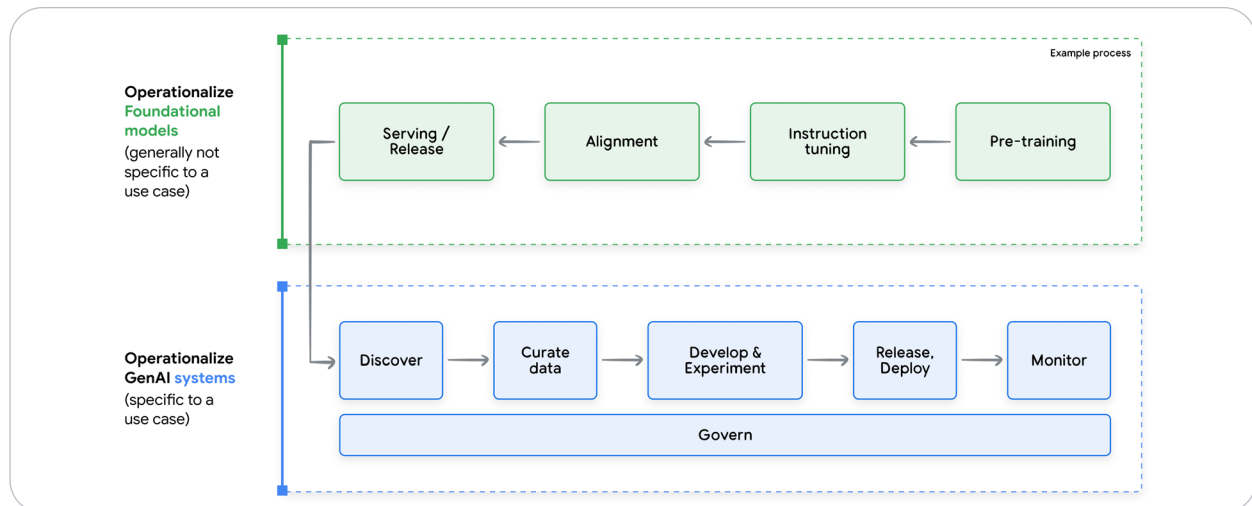 Example process
Operationalize
Foundational
models
(generally not
specific to a
use case)
Serving /
Release
Alignment
Instruction
tuning
Pre-training
Operationalize
GenAI systems
(specific to a
use case)
Discover
Curate
data
Develop &
Experiment
Release,
Deploy
Monitor
Govern